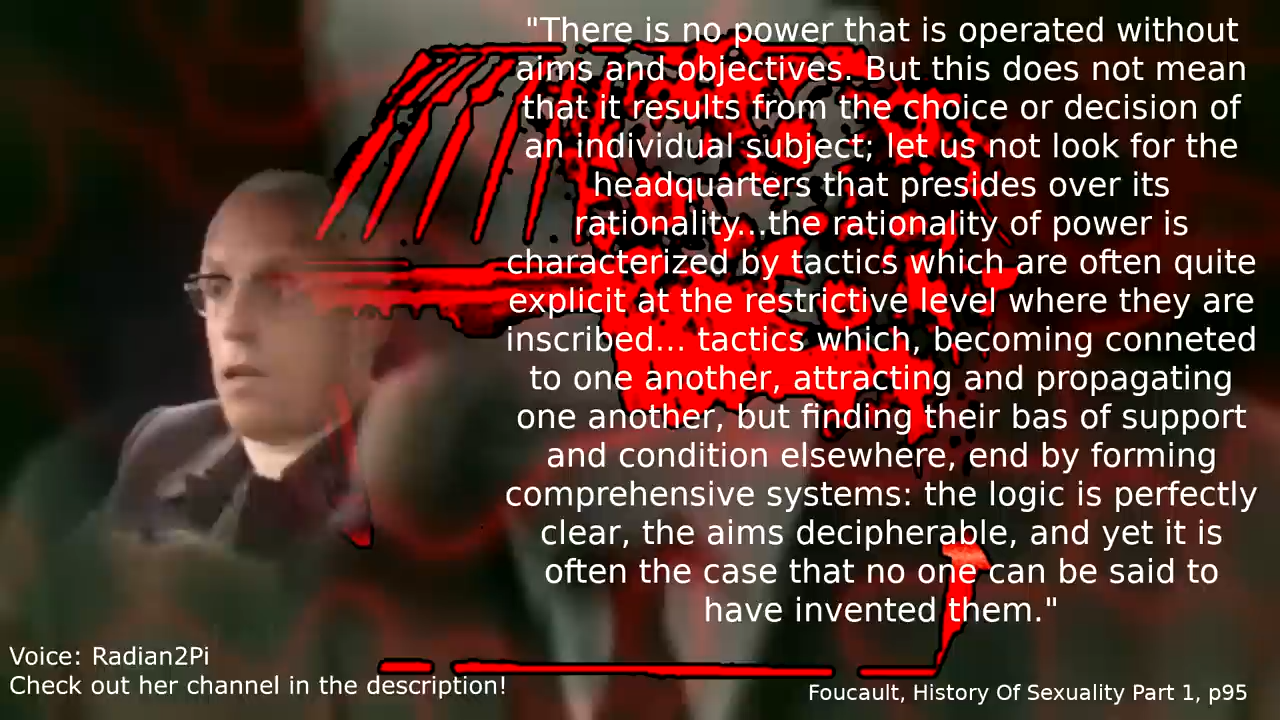 "There is no power that is operated without
aims and objectives. But this does not mean
that it results from the choice or decision of
an individual subject; let us not look for the
headquarters that presides over its
rationality...the rationality of power is
characterized by tactics which are often quite
explicit at the restrictive level where they are
inscribed... tactics which, becoming conneted
to one another, attracting and propagating
one another, but finding their bas of support
and condition elsewhere, end by forming
comprehensive systems: the logic is perfectly
clear, the aims decipherable, and yet it is
often the case that no one can be said to
have invented them."
Voice: Radian2Pi
Check out her channel in the description!
Foucault, History Of Sexuality Part 1, p95